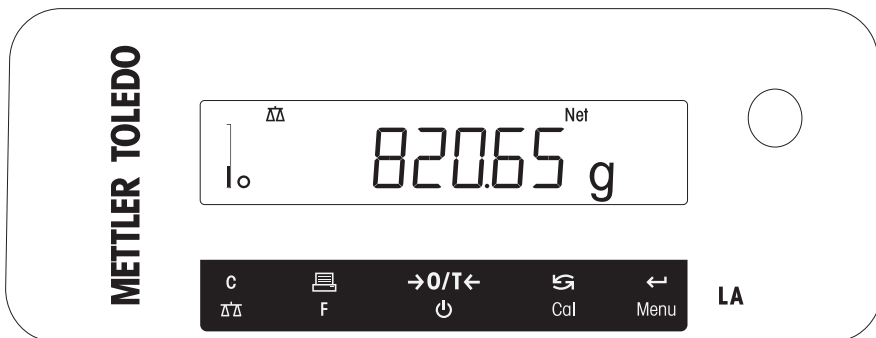 METTLER TOLEDO
Net
820.65 g
C →0/T←
F Cal Menu
LA